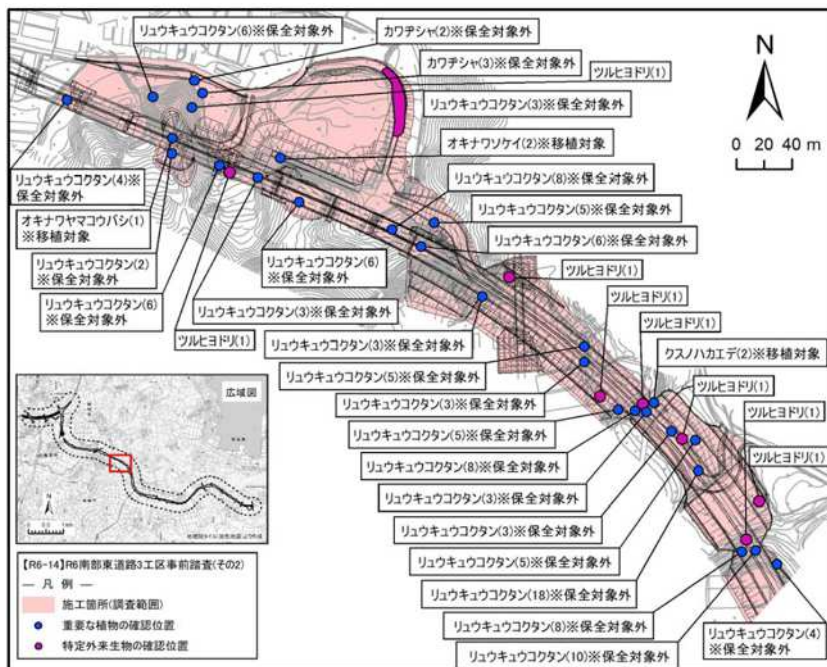 リュウキュウコクタン(6)※保全対象外
カワヂシャ(2)※保全対象外
カワヂシャ(3)※保全対象外
ツルヒヨドリ(1)
リュウキュウコクタン(3)※保全対象外
オキナワソケイ(2)※移植対象
リュウキュウコクタン(8)※保全対象外
リュウキュウコクタン(5)※保全対象外
リュウキュウコクタン(6)※保全対象外
N
0 20 40 m
リュウキュウコクタン(4)※
保全対象外
オキナワヤマコウバシ(1)
※移植対象
リュウキュウコクタン(2)
※保全対象外
リュウキュウコクタン(6)
※保全対象外
ツルヒヨドリ(1)
リュウキュウコクタン(6)
※保全対象外
リュウキュウコクタン(3)※保全対象外
リュウキュウコクタン(3)※保全対象外
リュウキュウコクタン(5)※保全対象外
リュウキュウコクタン(3)※保全対象外
リュウキュウコクタン(5)※保全対象外
リュウキュウコクタン(8)※保全対象外
リュウキュウコクタン(3)※保全対象外
リュウキュウコクタン(3)※保全対象外
リュウキュウコクタン(5)※保全対象外
リュウキュウコクタン(18)※保全対象外
リュウキュウコクタン(8)※保全対象外
リュウキュウコクタン(10)※保全対象外
ツルヒヨドリ(1)
ツルヒヨドリ(1)
ツルヒヨドリ(1)
クスノハカエデ(2)※移植対象
ツルヒヨドリ(1)
ツルヒヨドリ(1)
ツルヒヨドリ(1)
リュウキュウコクタン(4)
※保全対象外
広域図
N
【R6-14】R6南部東道路3工区事前踏査(その2)
― 凡 例 ―
施工箇所(調査範囲)
重要な植物の確認位置
特定外来生物の確認位置